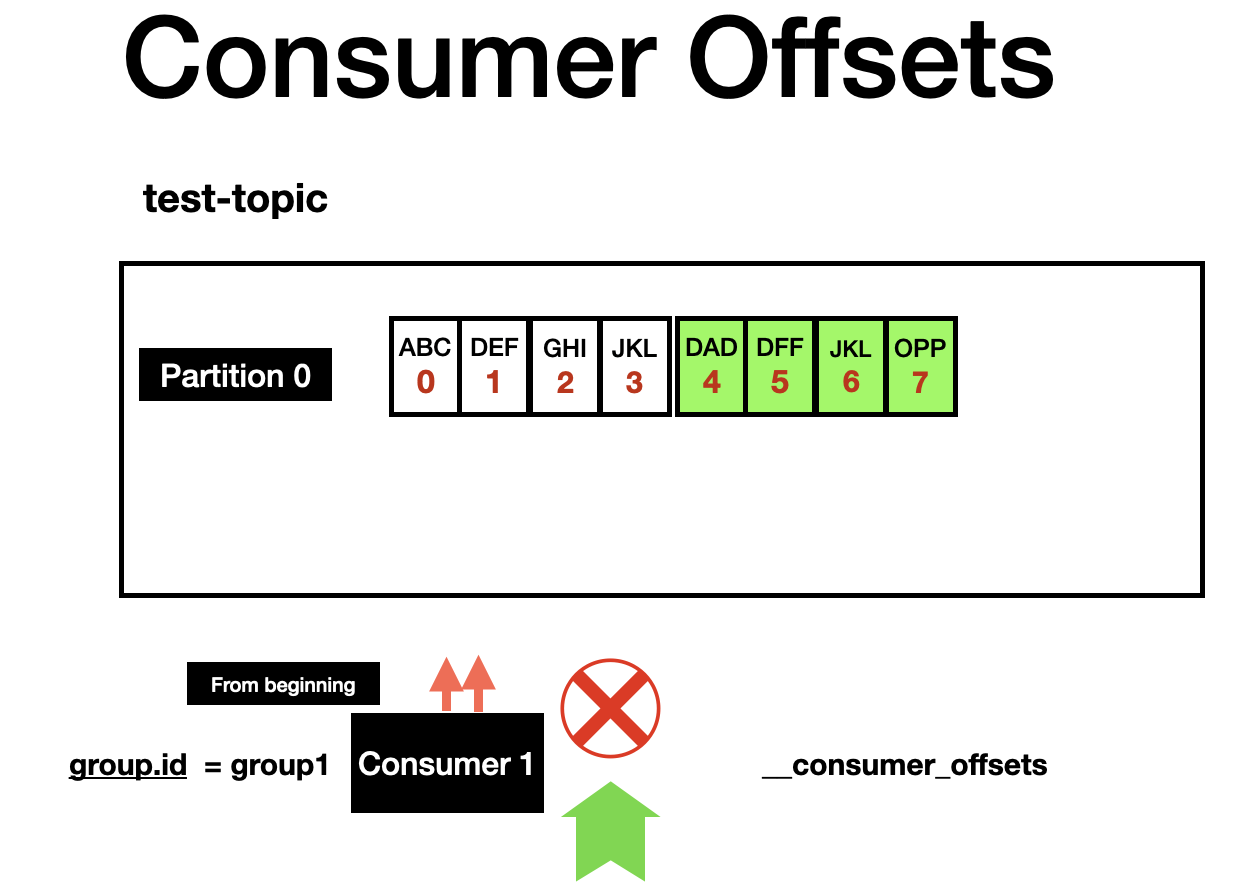 Consumer Offsets
test-topic
ABC DEF GHI JKL DAD DFF JKL OPP
Partition 0
0 1 2 3 4 5 6 7
From beginning
group.id = group1 Consumer 1 __consumer_offsets